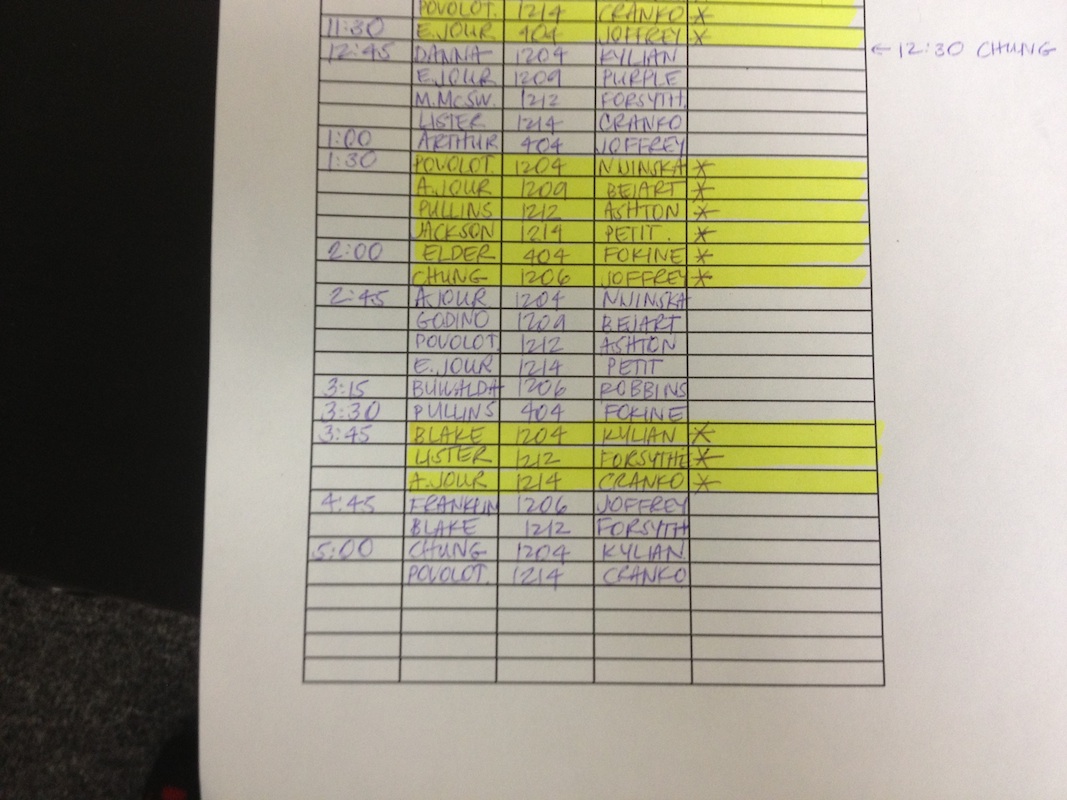 POVOLOT. 1214 CRANKO *
11:30 E.JOUR 404 JOFFREY *
12:45 DANNA 1204 KYLIAN ← 12:30 CHUNG
E.JOUR 1209 PURPLE
M.McSW. 1212 FORSYTH.
LISTER 1214 CRANKO
1:00 ARTHUR 404 JOFFREY
1:30 POVOLOT. 1204 NIJINSKA *
A.JOUR 1209 BEJART *
PULLINS 1212 ASHTON *
JACKSON 1214 PETIT. *
2:00 ELDER 404 FOKINE *
CHUNG 1206 JOFFREY *
2:45 A.JOUR 1204 NIJINSKA
GODNO 1209 BEJART
POVOLOT. 1212 ASHTON
E.JOUR 1214 PETIT
3:15 BUWALDA 1206 ROBBINS
3:30 PULLINS 404 FOKINE
3:45 BLAKE 1204 KYLIAN *
LISTER 1212 FORSYTHE *
A.JOUR 1214 CRANKO *
4:45 FRANKLIN 1206 JOFFREY
BLAKE 1212 FORSYTH
5:00 CHUNG 1204 KYLIAN
POVOLOT. 1214 CRANKO